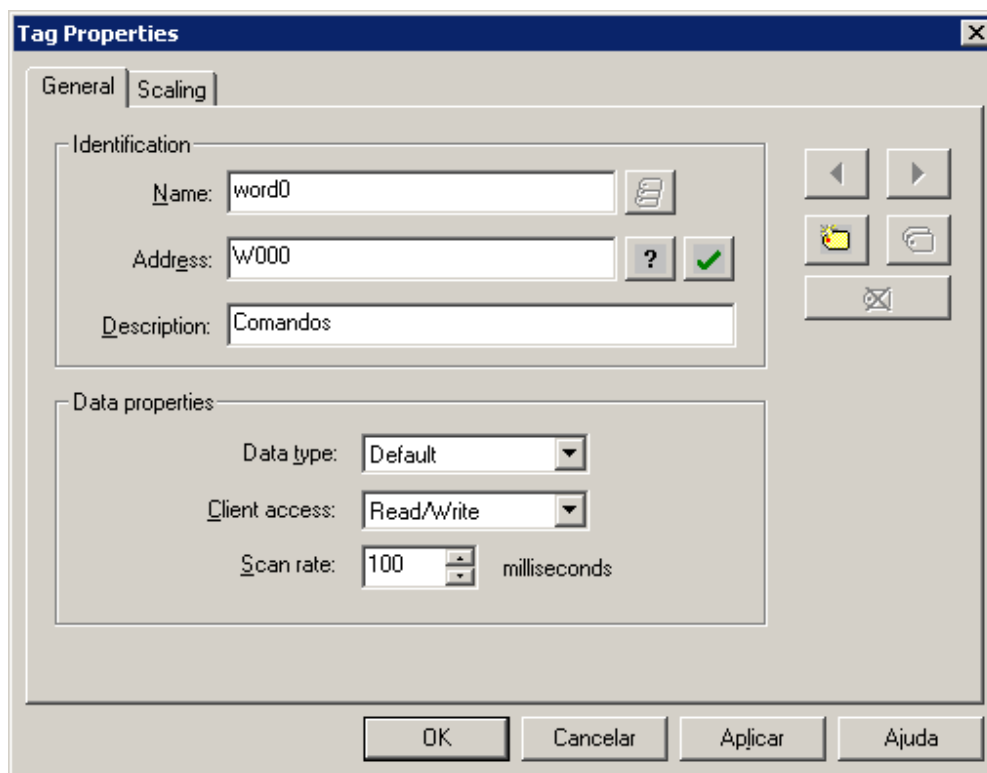 Tag Properties
General
Scaling
Identification
Name: word0
Address: W000 ?
Description: Comandos
Data properties
Data type: Default
Client access: Read/Write
Scan rate: 100 milliseconds
OK
Cancelar
Aplicar
Ajuda